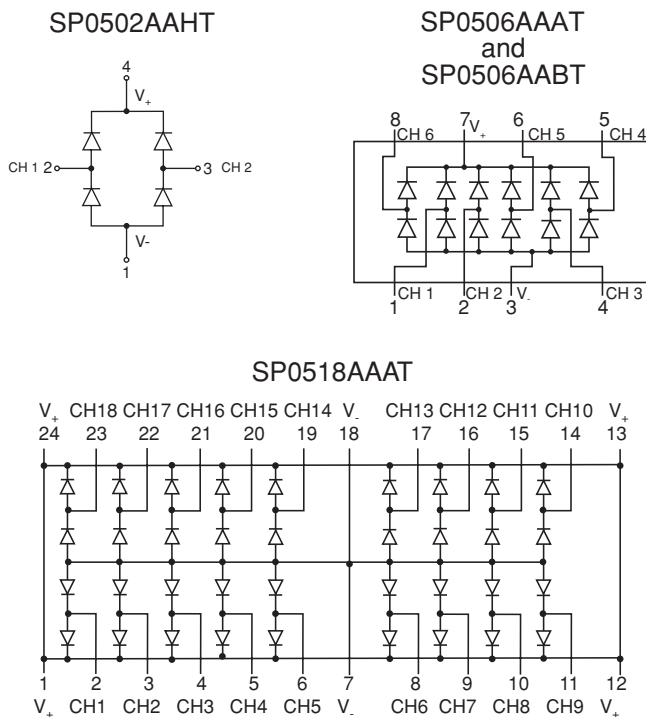 SP0502AAHT
4
V+
CH 1 2
3 CH 2
V-
1
SP0506AAAT
and
SP0506AABT
8 7 6 5
CH 6 V+ CH 5 CH 4
CH 1 CH 2 V- CH 3
1 2 3 4
SP0518AAAT
V+ CH18 CH17 CH16 CH15 CH14 V- CH13 CH12 CH11 CH10 V+
24 23 22 21 20 19 18 17 16 15 14 13
1 2 3 4 5 6 7 8 9 10 11 12
V+ CH1 CH2 CH3 CH4 CH5 V- CH6 CH7 CH8 CH9 V+